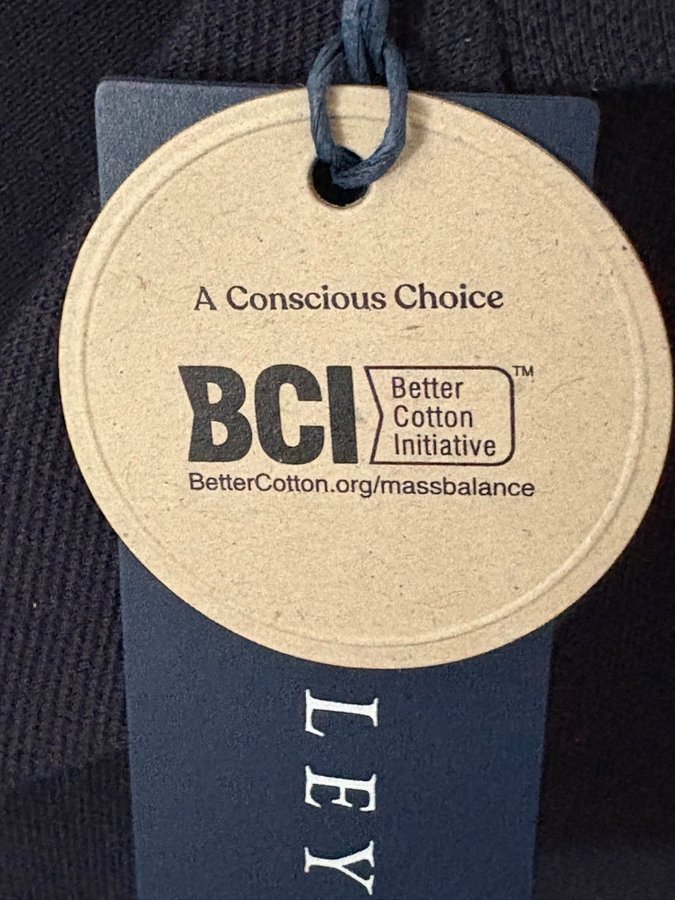 A Conscious Choice
BCI
Better
Cotton
Initiative
™
BetterCotton.org/massbalance
LEY